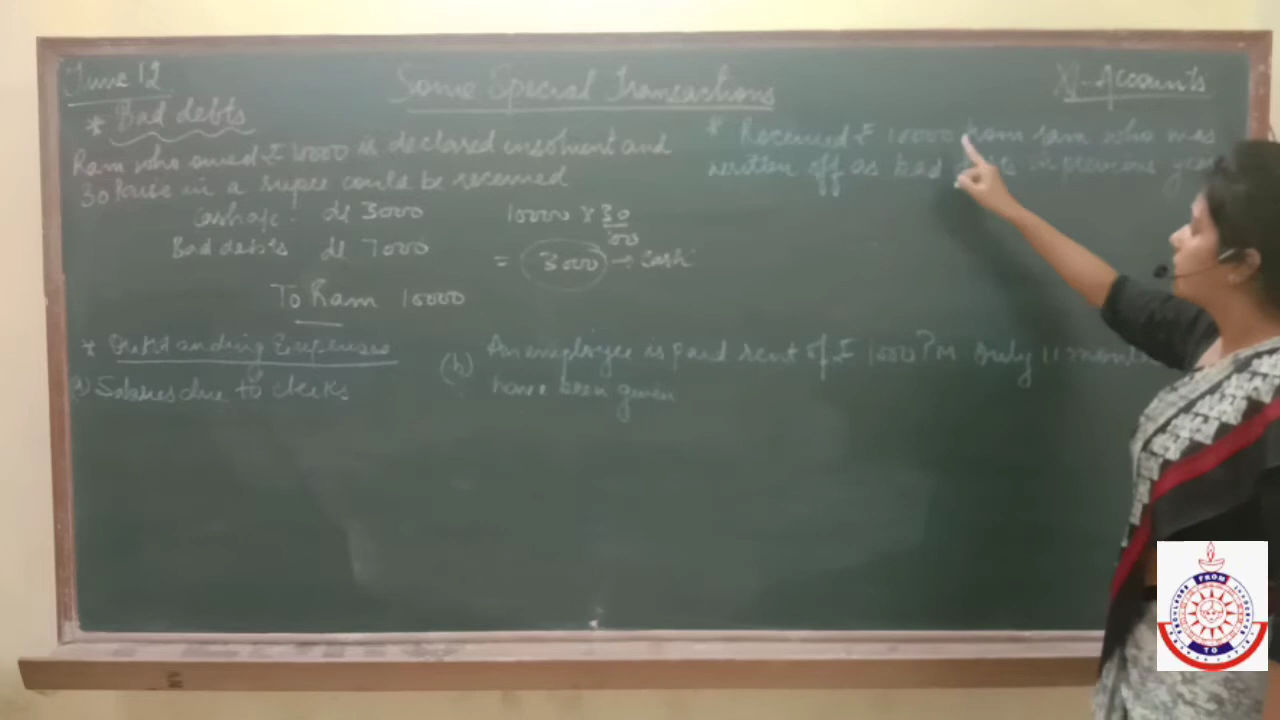 June 12
Some Special Transactions
XI-Accounts
* Bad debts
Ram who owed ₹ 10000 is declared insolvent and
30 Paise in a rupee could be received
Cash a/c dr 3000
Bad debts dr 7000
To Ram 10000
10000 x 30
100
= 3000 → Cash
* Received ₹ 10000 from ram who was
written off as bad in previous year
* Outstanding Expenses
(a) Salaries due to clerks
(b) An employee is paid rent of ₹ 1000 PM only 11 months
have been given
FROM
TO